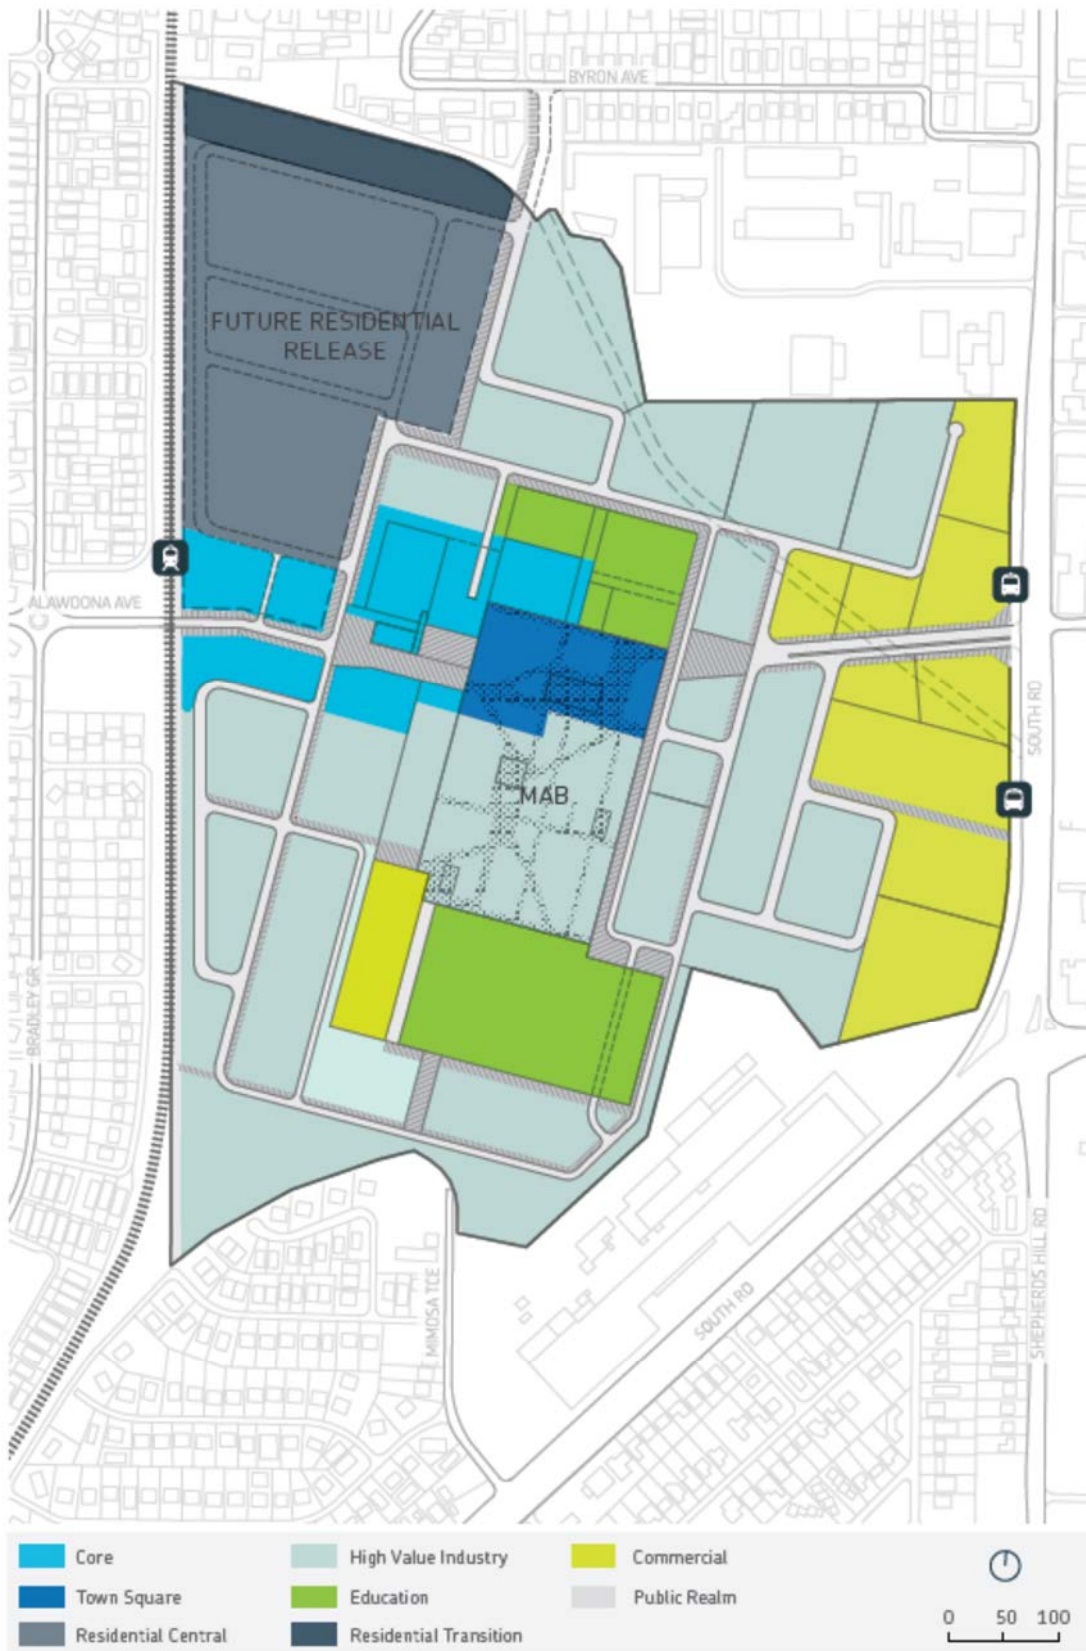 BYRON AVE
FUTURE RESIDENTIAL
RELEASE
ALAWOONA AVE
SOUTH RD
MAB
BRADLEY GR
MIMOSA TCE
SOUTH RD
SHEPHERDS HILL RD
Core
High Value Industry
Commercial
Town Square
Education
Public Realm
Residential Central
Residential Transition
0 50 100